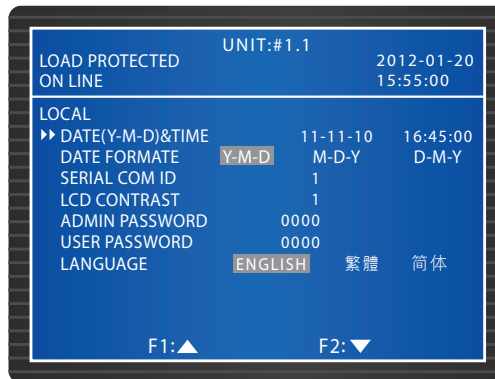 UNIT:#1.1
LOAD PROTECTED 2012-01-20
ON LINE 15:55:00
LOCAL
DATE(Y-M-D)&TIME 11-11-10 16:45:00
DATE FORMATE Y-M-D M-D-Y D-M-Y
SERIAL COM ID 1
LCD CONTRAST 1
ADMIN PASSWORD 0000
USER PASSWORD 0000
LANGUAGE ENGLISH 繁體 简体
F1:▲ F2:▼